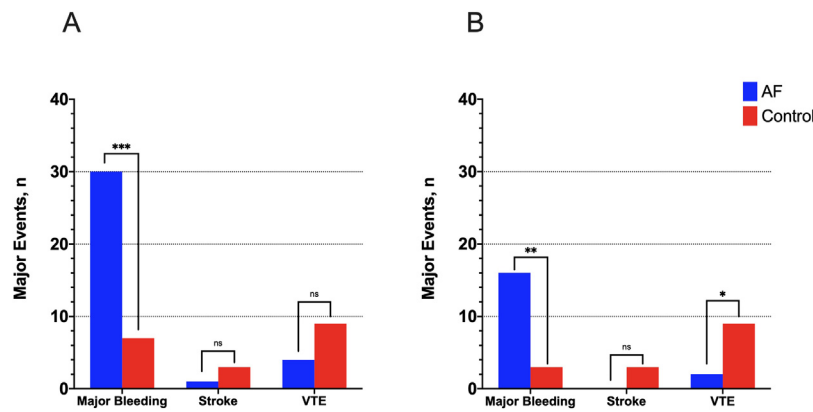 A
B
AF
Control
Major Events, n
40
30
20
10
0
***
ns
ns
Major Bleeding
Stroke
VTE
Major Events, n
40
30
20
10
0
**
ns
*
Major Bleeding
Stroke
VTE